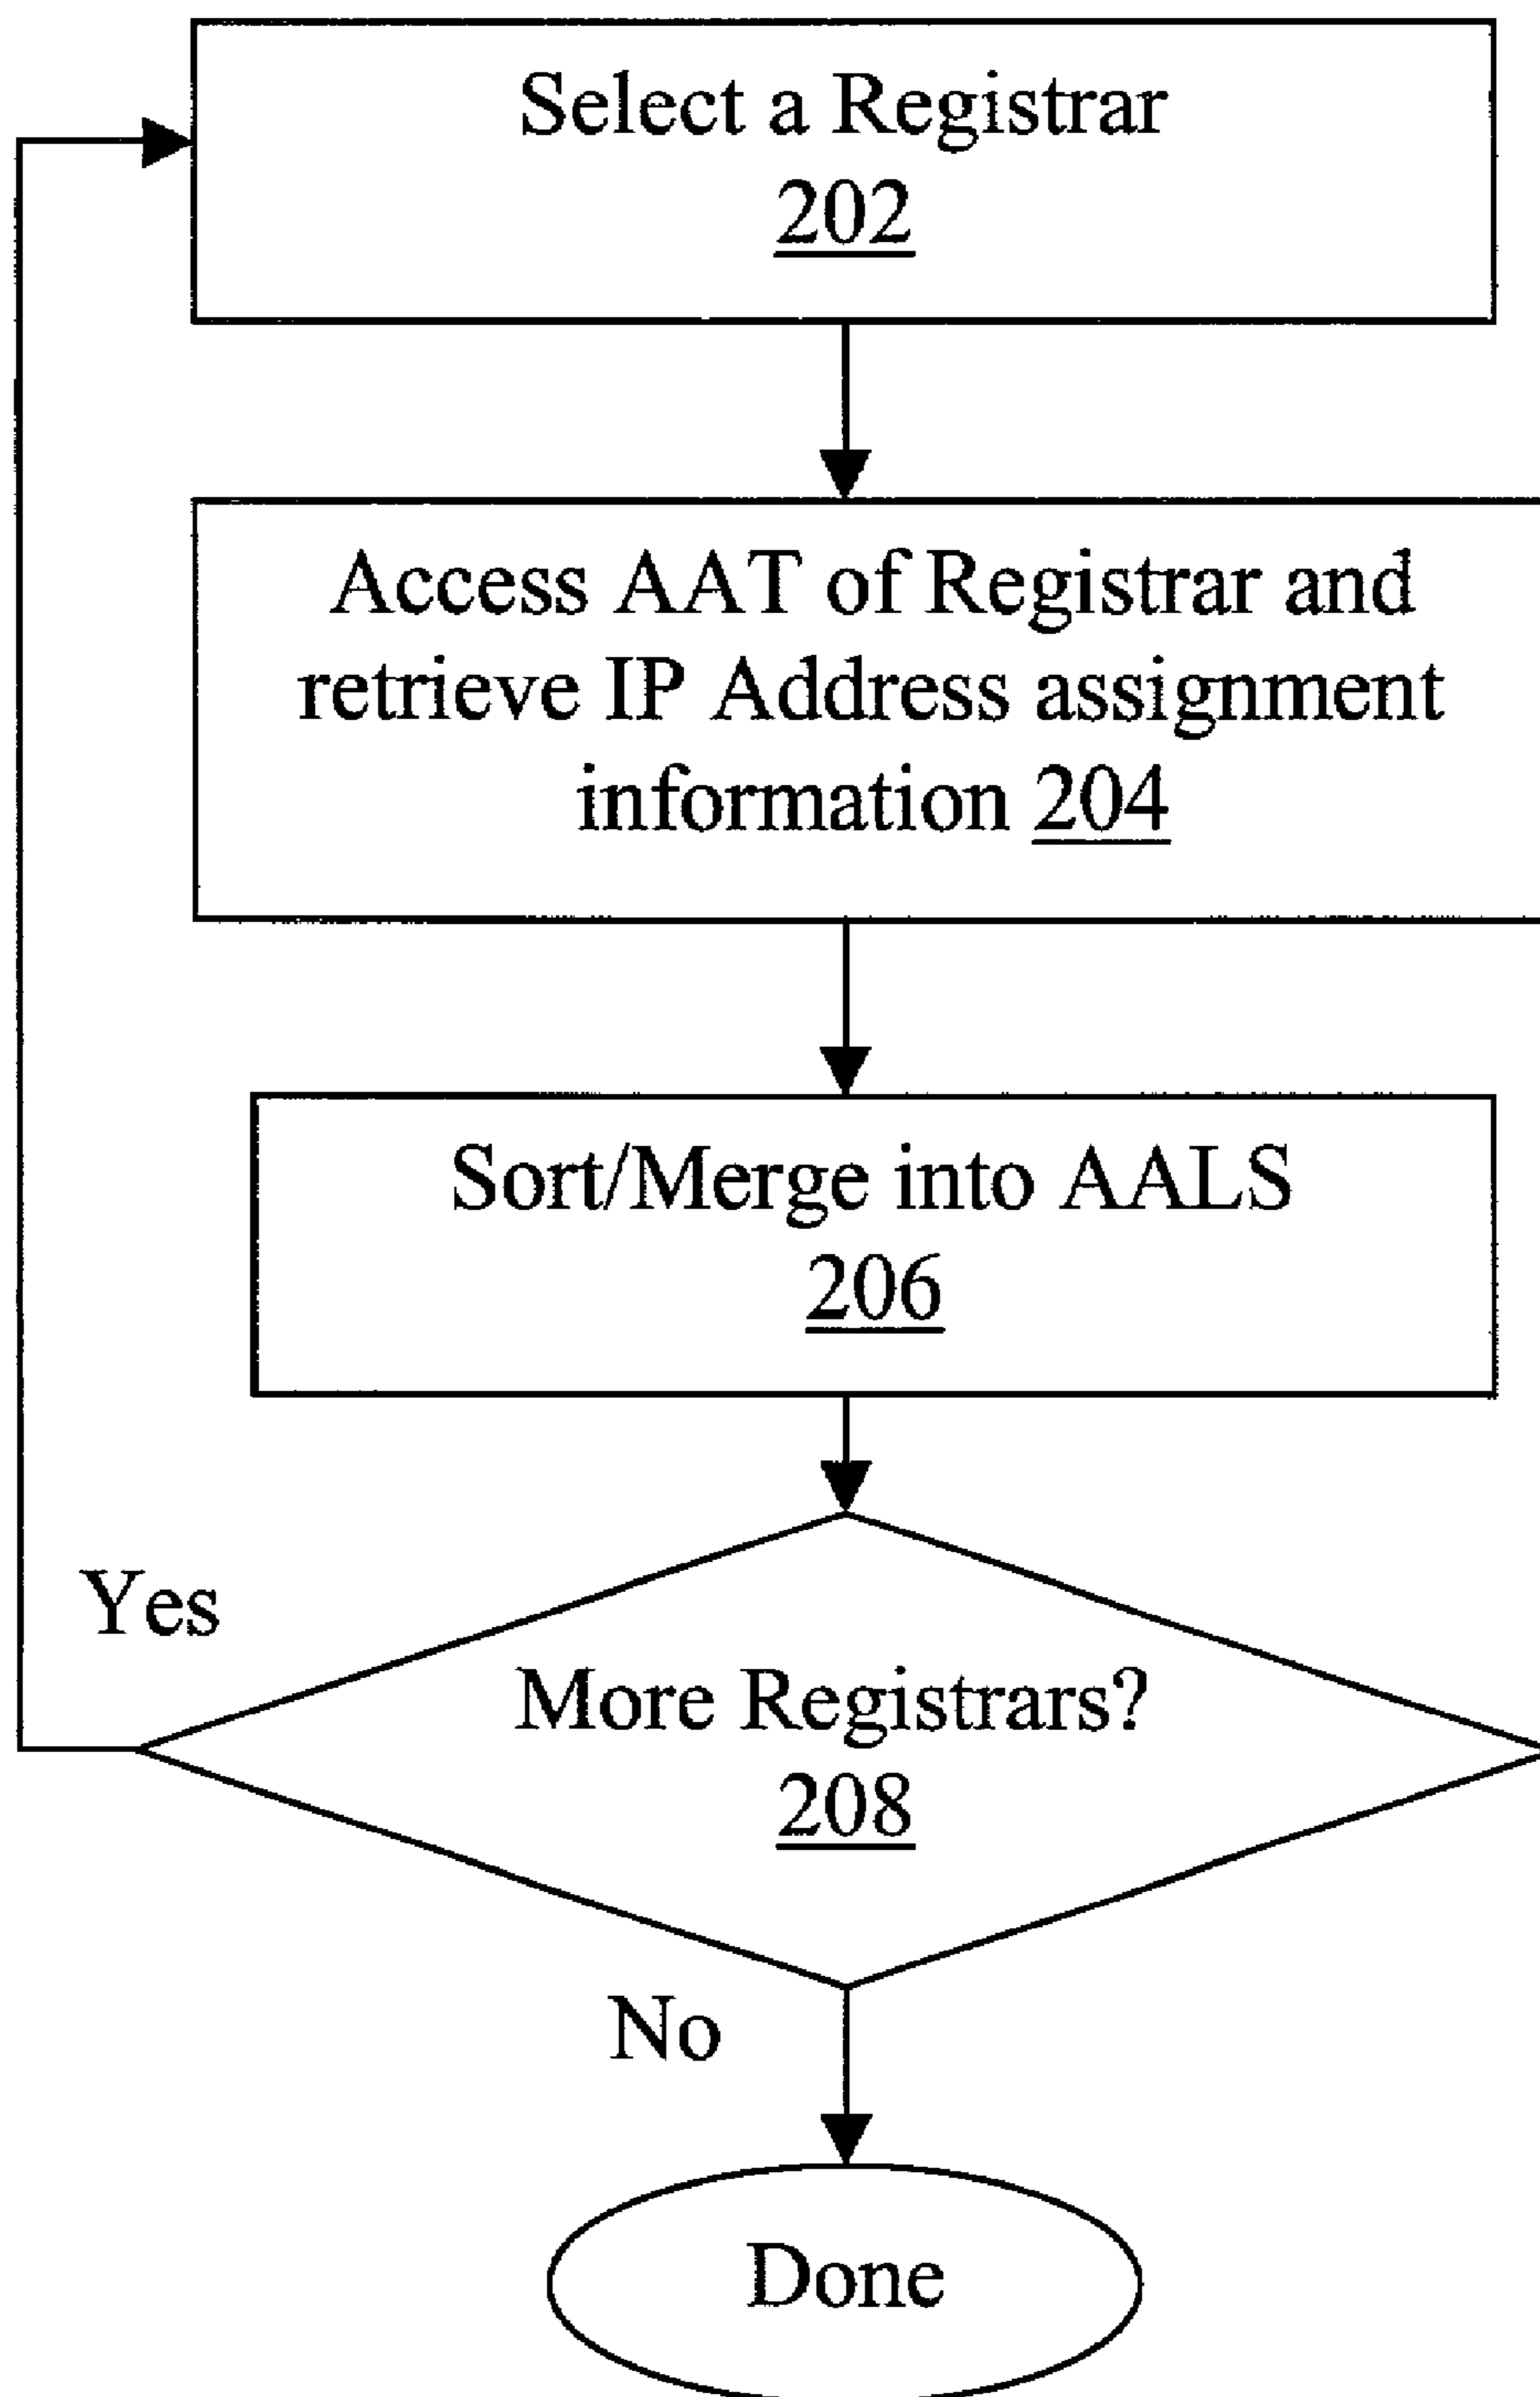 Select a Registrar
202
Access AAT of Registrar and
retrieve IP Address assignment
information 204
Sort/Merge into AALS
206
Yes
More Registrars?
208
No
Done